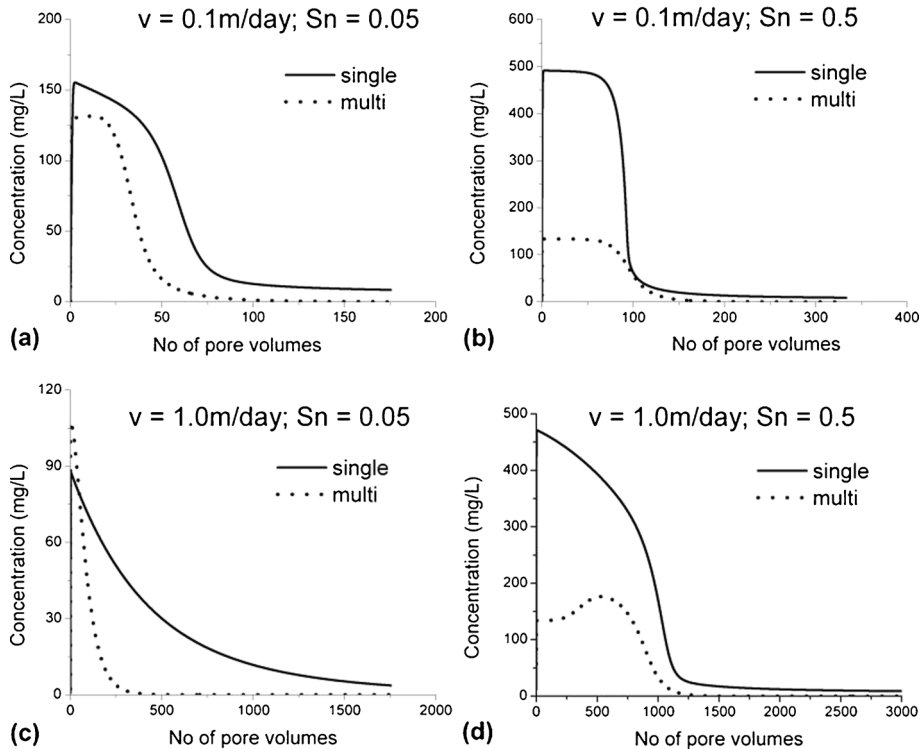 v = 0.1m/day; Sn = 0.05
200
150
100
50
0
Concentration (mg/L)
single
multi
0 50 100 150 200
No of pore volumes
(a)
v = 0.1m/day; Sn = 0.5
600
500
400
300
200
100
0
Concentration (mg/L)
single
multi
0 100 200 300 400
No of pore volumes
(b)
v = 1.0m/day; Sn = 0.05
120
90
60
30
0
Concentration (mg/L)
single
multi
0 500 1000 1500 2000
No of pore volumes
(c)
v = 1.0m/day; Sn = 0.5
500
400
300
200
100
0
Concentration (mg/L)
single
multi
0 500 1000 1500 2000 2500 3000
No of pore volumes
(d)